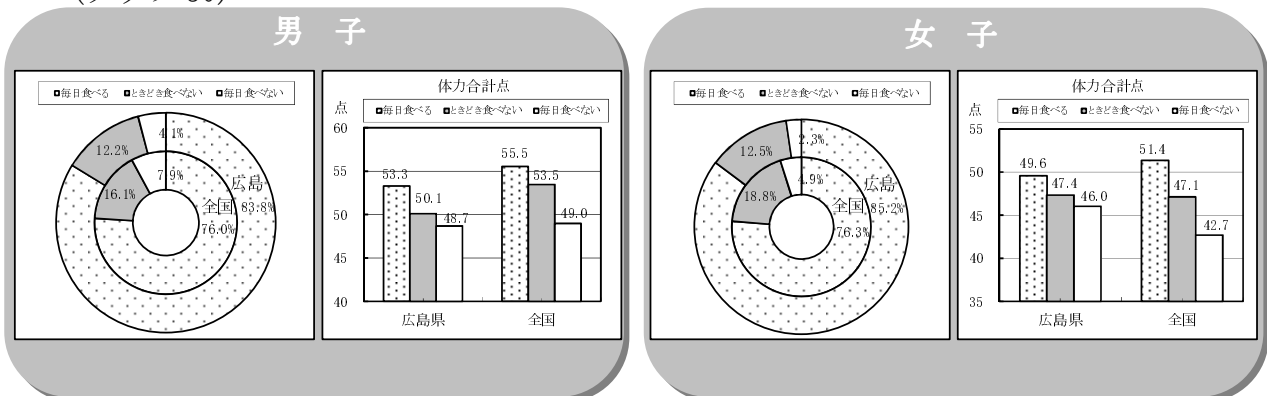 男 子
毎日食べる ときどき食べない 毎日食べない
4.1%
12.2%
7.9%
16.1%
広島
83.8%
全国
76.0%
体力合計点
点
毎日食べる ときどき食べない 毎日食べない
60
55
50
45
40
53.3
50.1
48.7
55.5
53.5
49.0
広島県 全国
女 子
毎日食べる ときどき食べない 毎日食べない
2.3%
12.5%
4.9%
18.8%
広島
85.2%
全国
76.3%
体力合計点
点
毎日食べる ときどき食べない 毎日食べない
55
50
45
40
35
49.6
47.4
46.0
51.4
47.1
42.7
広島県 全国